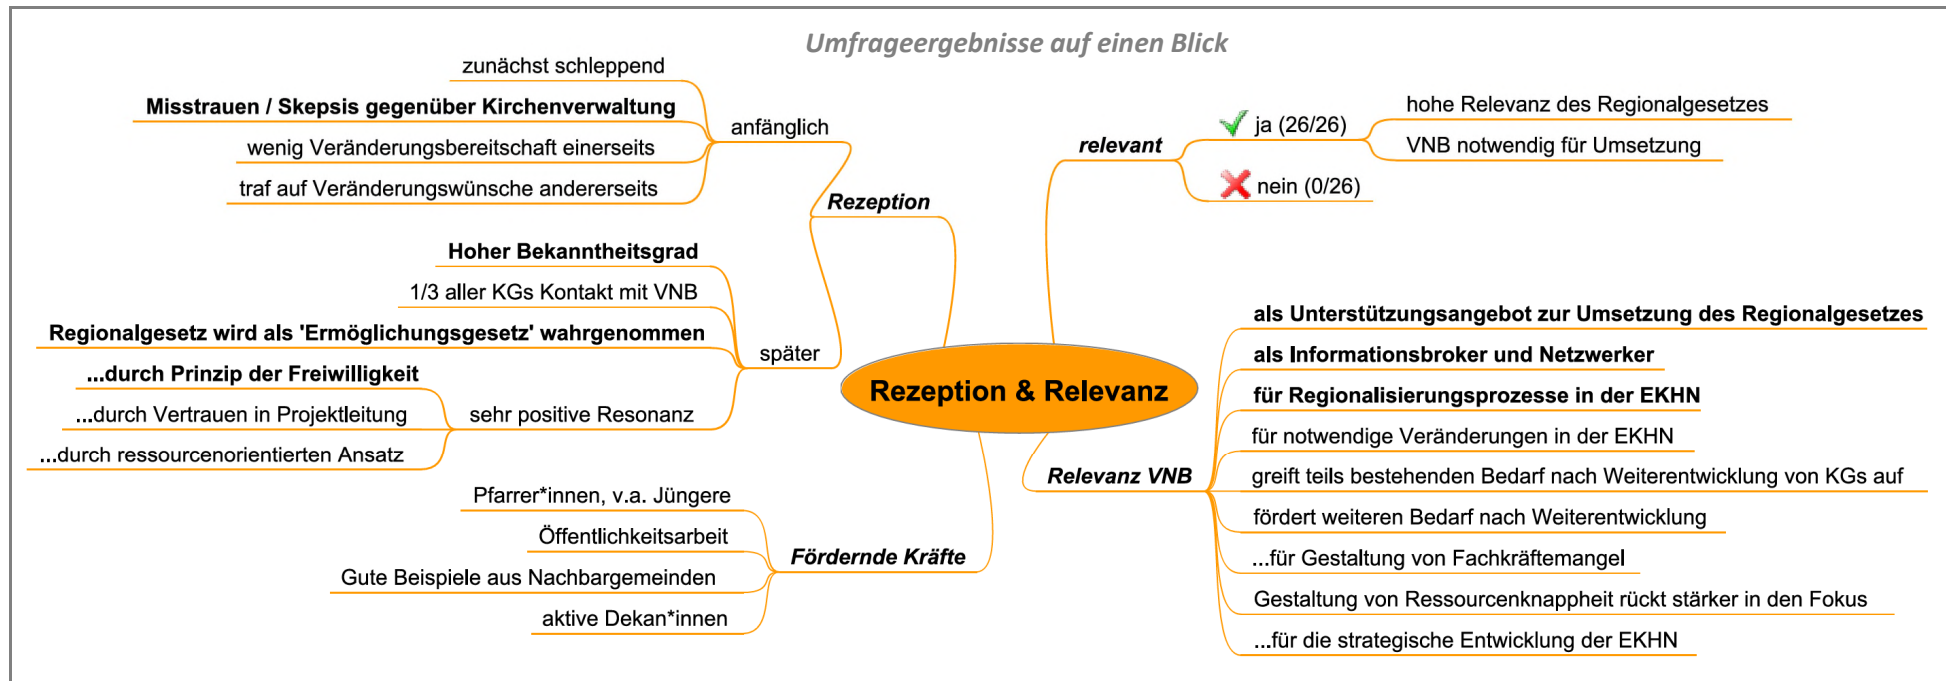 Umfrageergebnisse auf einen Blick
zunächst schleppend
Misstrauen / Skepsis gegenüber Kirchenverwaltung
wenig Veränderungsbereitschaft einerseits
traf auf Veränderungswünsche andererseits
anfänglich
Rezeption
Hoher Bekanntheitsgrad
1/3 aller KGs Kontakt mit VNB
Regionalgesetz wird als 'Ermöglichungsgesetz' wahrgenommen
später
...durch Prinzip der Freiwilligkeit
...durch Vertrauen in Projektleitung
...durch ressourcenorientierten Ansatz
sehr positive Resonanz
Pfarrer*innen, v.a. Jüngere
Öffentlichkeitsarbeit
Gute Beispiele aus Nachbargemeinden
aktive Dekan*innen
Fördernde Kräfte
Rezeption & Relevanz
relevant
ja (26/26)
hohe Relevanz des Regionalgesetzes
VNB notwendig für Umsetzung
nein (0/26)
Relevanz VNB
als Unterstützungsangebot zur Umsetzung des Regionalgesetzes
als Informationsbroker und Netzwerker
für Regionalisierungsprozesse in der EKHN
für notwendige Veränderungen in der EKHN
greift teils bestehenden Bedarf nach Weiterentwicklung von KGs auf
fördert weiteren Bedarf nach Weiterentwicklung
...für Gestaltung von Fachkräftemangel
Gestaltung von Ressourcenknappheit rückt stärker in den Fokus
...für die strategische Entwicklung der EKHN